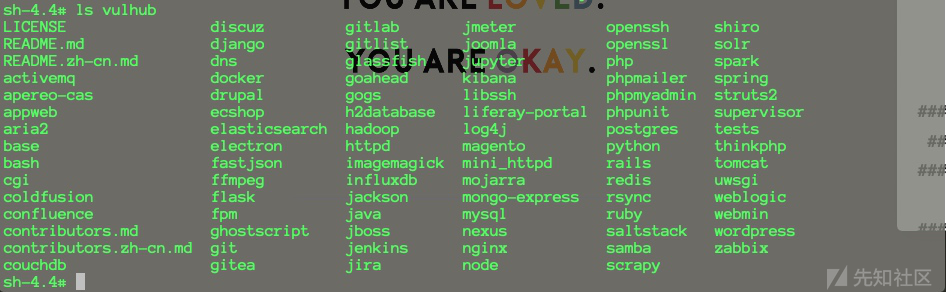 YOU ARE LOVED.
sh-4.4# ls vulhub
LICENSE discuz gitlab jmeter openssh shiro
README.md django gitlist joomla openssl solr
README.zh-cn.md dns glassfish jupyter php spark
YOU ARE OKAY.
activemq docker goahead kibana phpmailer spring
apereo-cas drupal gogs libssh phpmyadmin struts2
appweb ecshop h2database liferay-portal phpunit supervisor
###
aria2 elasticsearch hadoop log4j postgres tests
base electron httpd magento python thinkphp
##
bash fastjson imagemagick mini_httpd rails tomcat
###
cgi ffmpeg influxdb mojarra redis uwsgi
coldfusion flask jackson mongo-express rsync weblogic
confluence fpm java mysql ruby webmin
contributors.md ghostscript jboss nexus saltstack wordpress
###
contributors.zh-cn.md git jenkins nginx samba zabbix
couchdb gitea jira node scrapy
sh-4.4#
先知社区